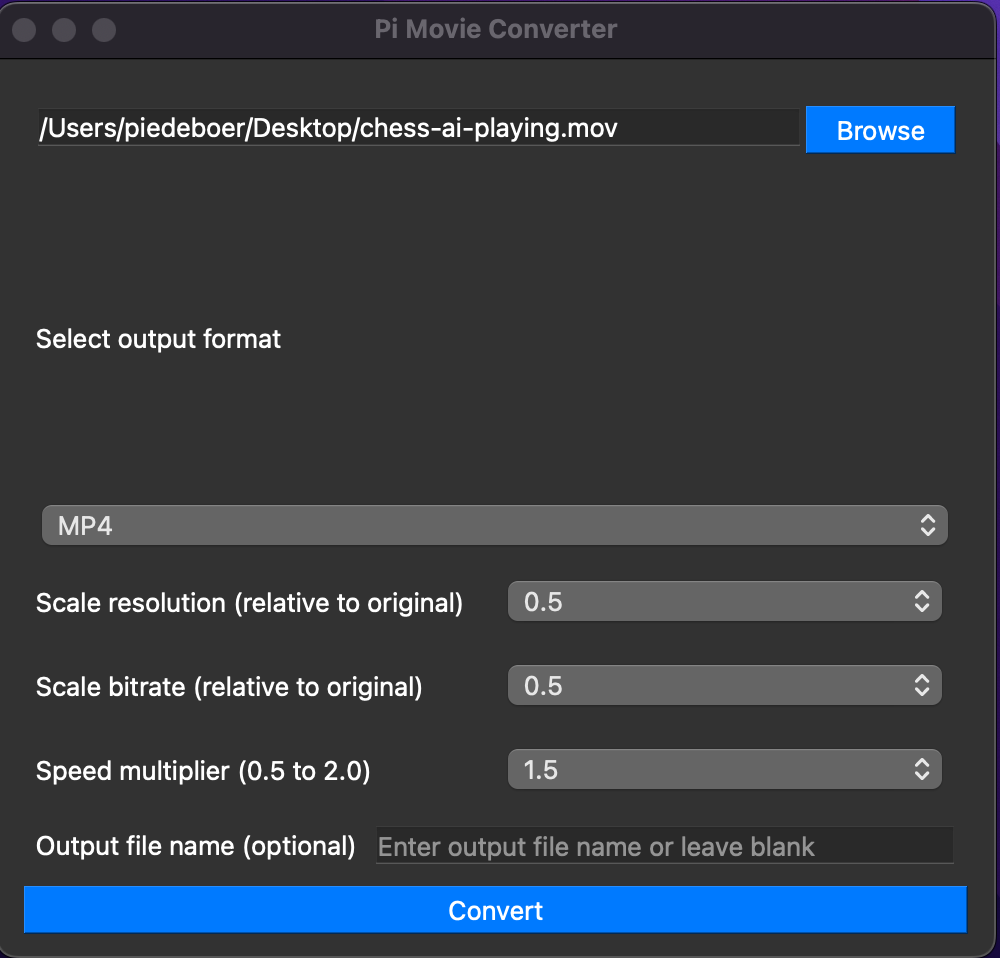 Pi Movie Converter
/Users/piedeboer/Desktop/chess-ai-playing.mov
Browse
Select output format
MP4
Scale resolution (relative to original)
0.5
Scale bitrate (relative to original)
0.5
Speed multiplier (0.5 to 2.0)
1.5
Output file name (optional)
Enter output file name or leave blank
Convert